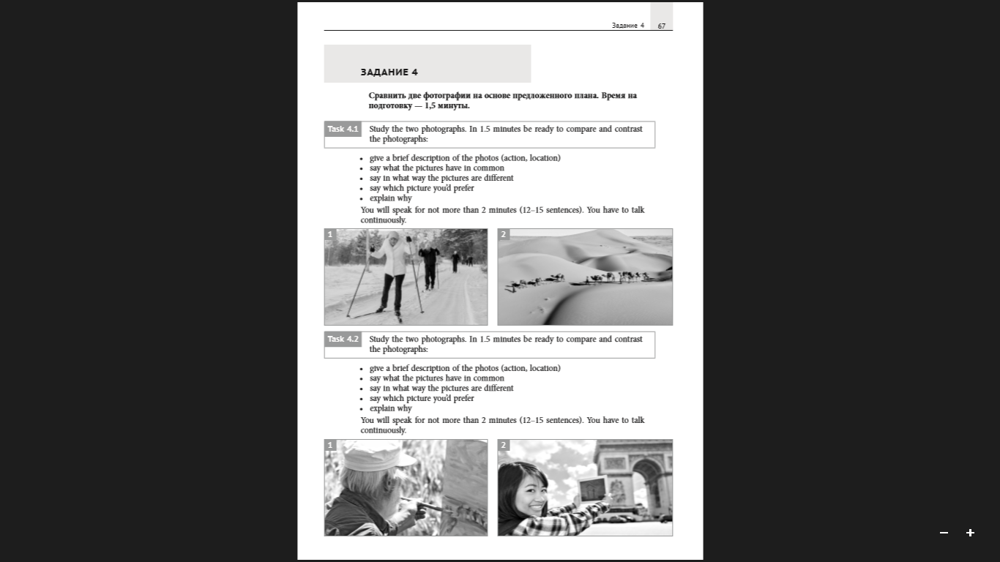 Задание 4 67
ЗАДАНИЕ 4
Сравнить две фотографии на основе предложенного плана. Время на
подготовку — 1,5 минуты.
Task 4.1 Study the two photographs. In 1.5 minutes be ready to compare and contrast
the photographs:
• give a brief description of the photos (action, location)
• say what the pictures have in common
• say in what way the pictures are different
• say which picture you'd prefer
• explain why
You will speak for not more than 2 minutes (12–15 sentences). You have to talk
continuously.
1 2
Task 4.2 Study the two photographs. In 1.5 minutes be ready to compare and contrast
the photographs:
• give a brief description of the photos (action, location)
• say what the pictures have in common
• say in what way the pictures are different
• say which picture you'd prefer
• explain why
You will speak for not more than 2 minutes (12–15 sentences). You have to talk
continuously.
1 2